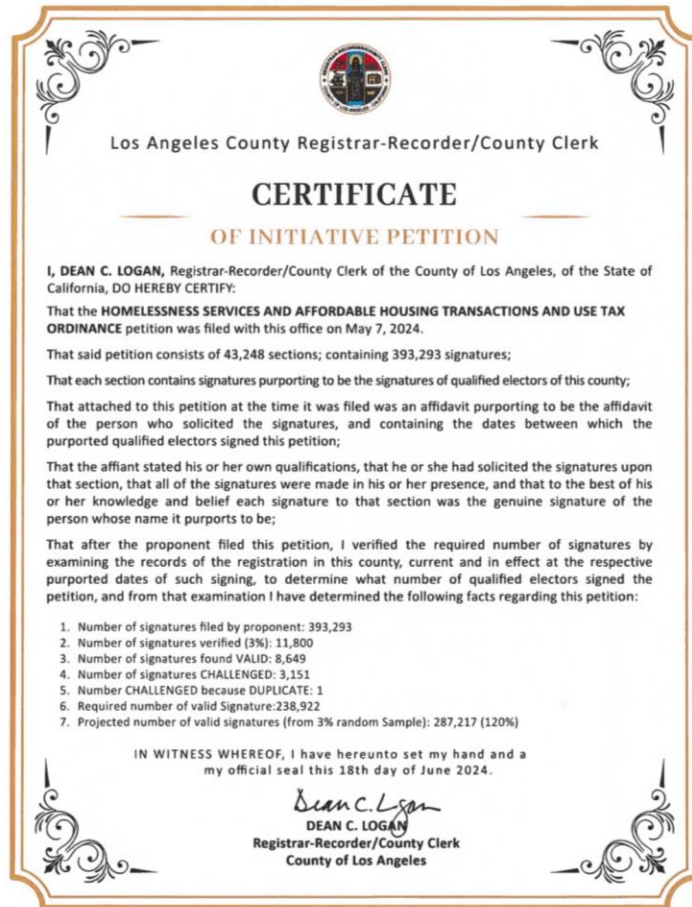 Los Angeles County Registrar-Recorder/County Clerk
CERTIFICATE
OF INITIATIVE PETITION
I, DEAN C. LOGAN, Registrar-Recorder/County Clerk of the County of Los Angeles, of the State of
California, DO HEREBY CERTIFY:
That the HOMELESSNESS SERVICES AND AFFORDABLE HOUSING TRANSACTIONS AND USE TAX
ORDINANCE petition was filed with this office on May 7, 2024.
That said petition consists of 43,248 sections; containing 393,293 signatures;
That each section contains signatures purporting to be the signatures of qualified electors of this county;
That attached to this petition at the time it was filed was an affidavit purporting to be the affidavit
of the person who solicited the signatures, and containing the dates between which the
purported qualified electors signed this petition;
That the affiant stated his or her own qualifications, that he or she had solicited the signatures upon
that section, that all of the signatures were made in his or her presence, and that to the best of his
or her knowledge and belief each signature to that section was the genuine signature of the
person whose name it purports to be;
That after the proponent filed this petition, I verified the required number of signatures by
examining the records of the registration in this county, current and in effect at the respective
purported dates of such signing, to determine what number of qualified electors signed the
petition, and from that examination I have determined the following facts regarding this petition:
1. Number of signatures filed by proponent: 393,293
2. Number of signatures verified (3%): 11,800
3. Number of signatures found VALID: 8,649
4. Number of signatures CHALLENGED: 3,151
5. Number CHALLENGED because DUPLICATE: 1
6. Required number of valid Signature:238,922
7. Projected number of valid signatures (from 3% random Sample): 287,217 (120%)
IN WITNESS WHEREOF, I have hereunto set my hand and a
my official seal this 18th day of June 2024.
Dean C. Logan
DEAN C. LOGAN
Registrar-Recorder/County Clerk
County of Los Angeles